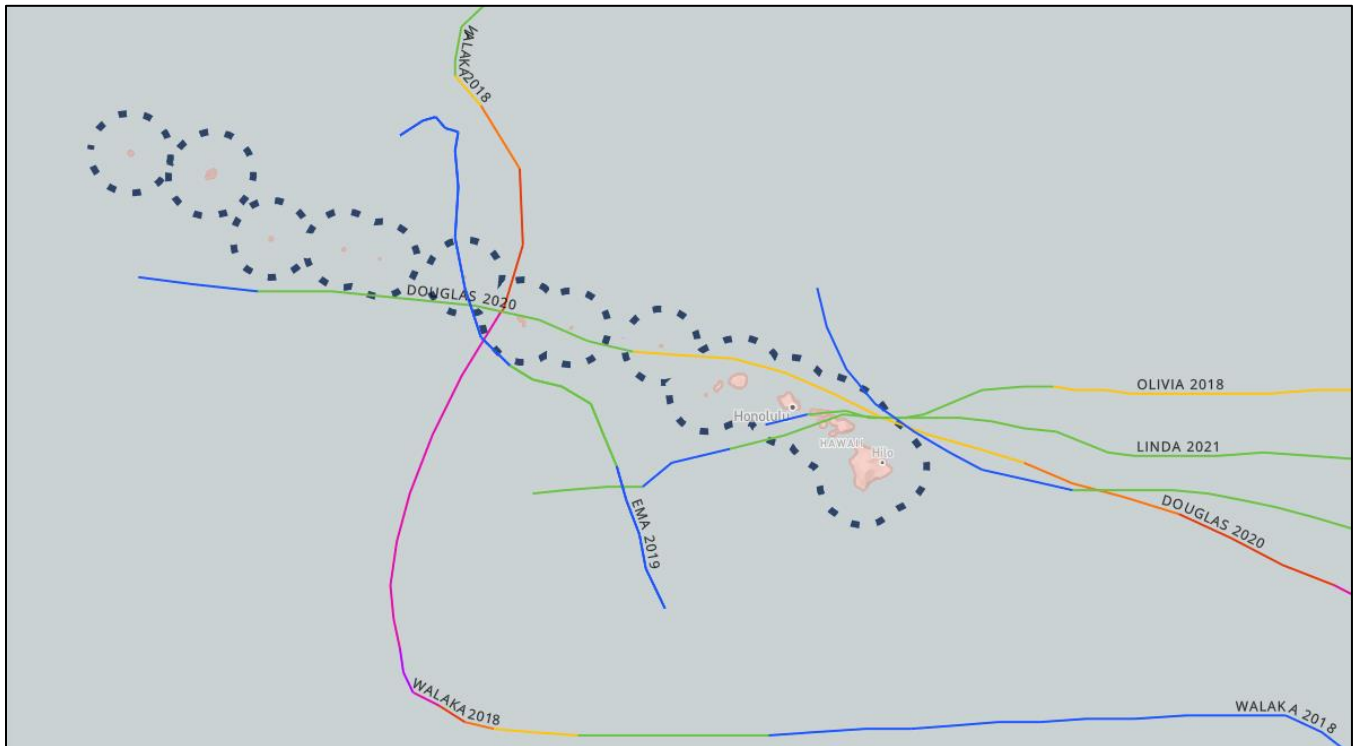 WALAKA 2018
DOUGLAS 2020
OLIVIA 2018
Honolulu
HAWAII
LINDA 2021
Hilo
EMA 2019
DOUGLAS 2020
WALAKA 2018
WALAKA 2018